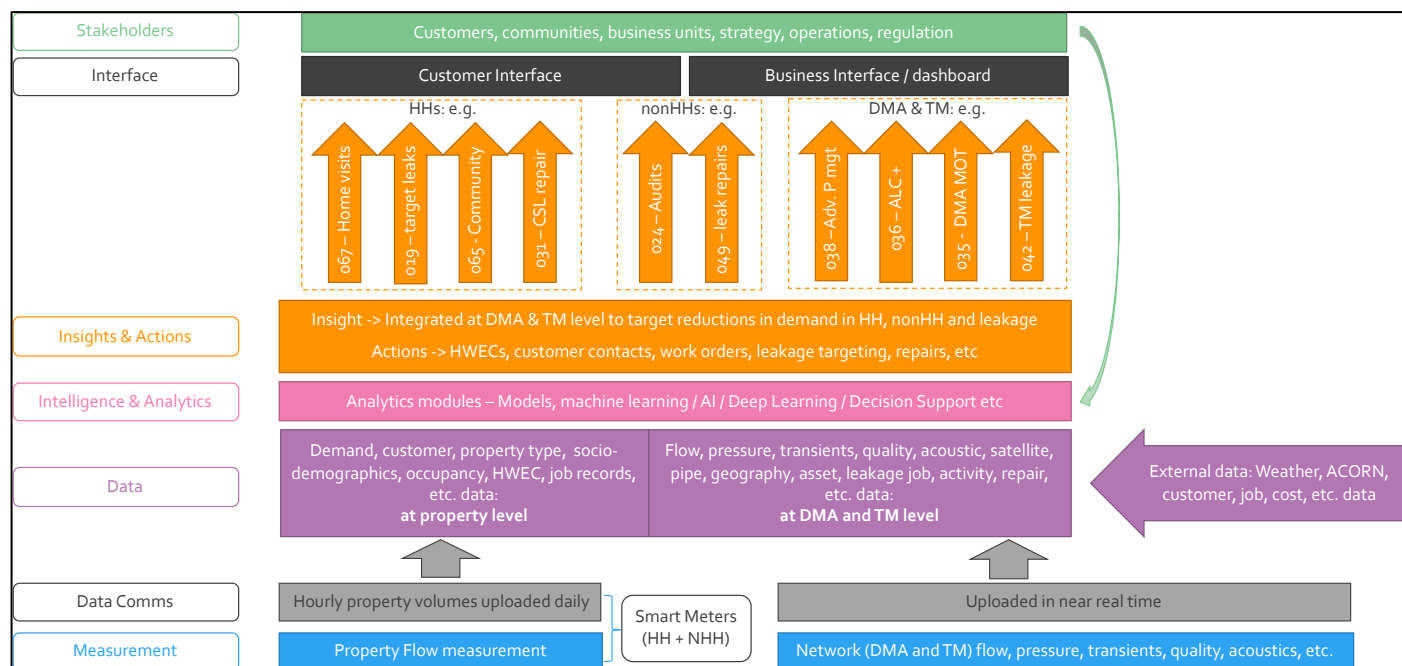 Stakeholders
Customers, communities, business units, strategy, operations, regulation
Interface
Customer Interface
Business Interface / dashboard
HHs: e.g.
nonHHs: e.g.
DMA & TM: e.g.
067 – Home visits
019 – target leaks
065 - Community
031 – CSL repair
024 – Audits
049 – leak repairs
038 – Adv. P mgt
036 – ALC +
035 - DMA MOT
042 – TM leakage
Insights & Actions
Insight -> Integrated at DMA & TM level to target reductions in demand in HH, nonHH and leakage
Actions -> HWECs, customer contacts, work orders, leakage targeting, repairs, etc
Intelligence & Analytics
Analytics modules – Models, machine learning / AI / Deep Learning / Decision Support etc
Data
Demand, customer, property type, socio-
demographics, occupancy, HWEC, job records,
etc. data:
at property level
Flow, pressure, transients, quality, acoustic, satellite,
pipe, geography, asset, leakage job, activity, repair,
etc. data:
at DMA and TM level
External data: Weather, ACORN,
customer, job, cost, etc. data
Data Comms
Hourly property volumes uploaded daily
Smart Meters
(HH + NHH)
Uploaded in near real time
Measurement
Property Flow measurement
Network (DMA and TM) flow, pressure, transients, quality, acoustics, etc.